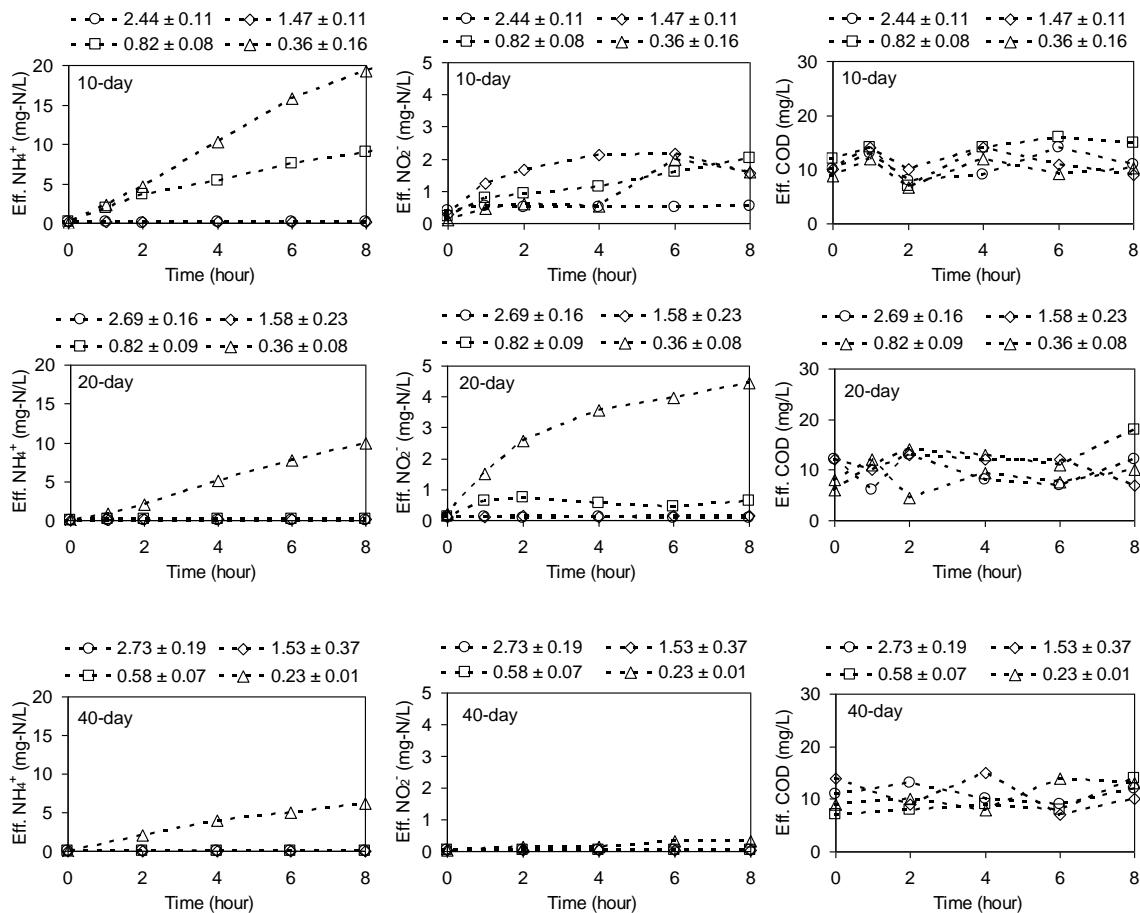 2.44 ± 0.11 1.47 ± 0.11
0.82 ± 0.08 0.36 ± 0.16
Eff. NH₄⁺ (mg-N/L)
20
15
10
5
0
10-day
0 2 4 6 8
Time (hour)
2.44 ± 0.11 1.47 ± 0.11
0.82 ± 0.08 0.36 ± 0.16
Eff. NO₂⁻ (mg-N/L)
5
4
3
2
1
0
10-day
0 2 4 6 8
Time (hour)
2.44 ± 0.11 1.47 ± 0.11
0.82 ± 0.08 0.36 ± 0.16
Eff. COD (mg/L)
30
20
10
0
10-day
0 2 4 6 8
Time (hour)
2.69 ± 0.16 1.58 ± 0.23
0.82 ± 0.09 0.36 ± 0.08
Eff. NH₄⁺ (mg-N/L)
20
15
10
5
0
20-day
0 2 4 6 8
Time (hour)
2.69 ± 0.16 1.58 ± 0.23
0.82 ± 0.09 0.36 ± 0.08
Eff. NO₂⁻ (mg-N/L)
5
4
3
2
1
0
20-day
0 2 4 6 8
Time (hour)
2.69 ± 0.16 1.58 ± 0.23
0.82 ± 0.09 0.36 ± 0.08
Eff. COD (mg/L)
30
20
10
0
20-day
0 2 4 6 8
Time (hour)
2.73 ± 0.19 1.53 ± 0.37
0.58 ± 0.07 0.23 ± 0.01
Eff. NH₄⁺ (mg-N/L)
20
15
10
5
0
40-day
0 2 4 6 8
Time (hour)
2.73 ± 0.19 1.53 ± 0.37
0.58 ± 0.07 0.23 ± 0.01
Eff. NO₂⁻ (mg-N/L)
5
4
3
2
1
0
40-day
0 2 4 6 8
Time (hour)
2.73 ± 0.19 1.53 ± 0.37
0.58 ± 0.07 0.23 ± 0.01
Eff. COD (mg/L)
30
20
10
0
40-day
0 2 4 6 8
Time (hour)